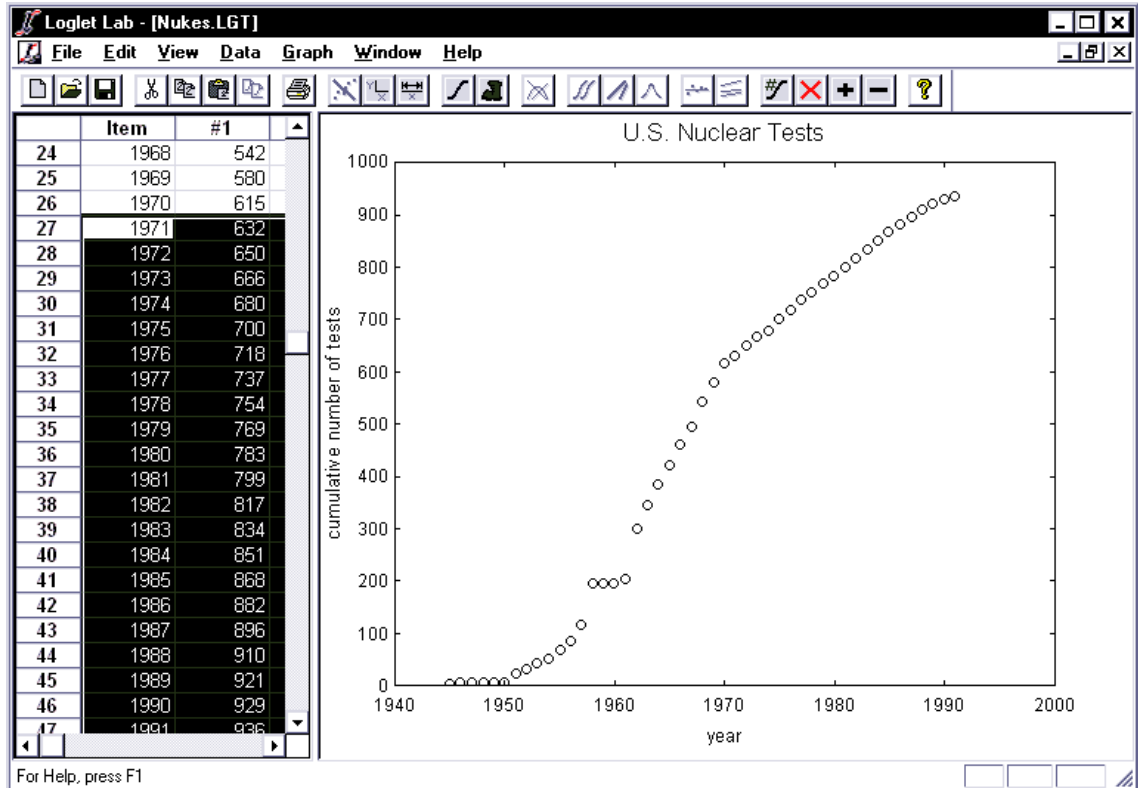 Loglet Lab - [Nukes.LGT]
File Edit View Data Graph Window Help
Item #1
24 1968 542
25 1969 580
26 1970 615
27 1971 632
28 1972 650
29 1973 666
30 1974 680
31 1975 700
32 1976 718
33 1977 737
34 1978 754
35 1979 769
36 1980 783
37 1981 799
38 1982 817
39 1983 834
40 1984 851
41 1985 868
42 1986 882
43 1987 896
44 1988 910
45 1989 921
46 1990 929
47 1991 936
U.S. Nuclear Tests
1000
900
800
700
600
500
400
300
200
100
0
cumulative number of tests
1940 1950 1960 1970 1980 1990 2000
year
For Help, press F1